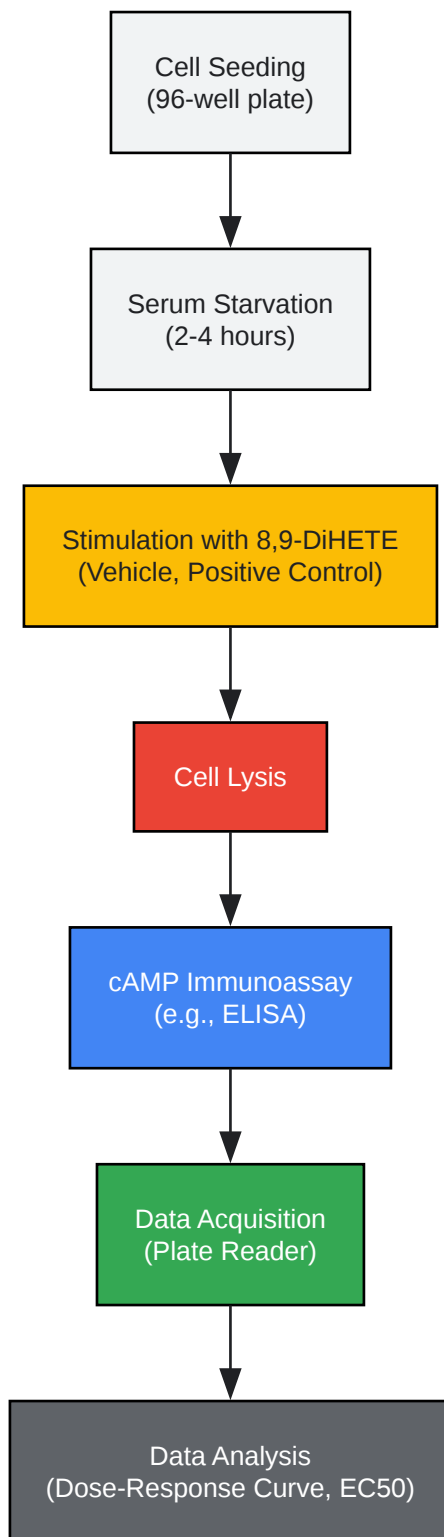 Cell Seeding
(96-well plate)
Serum Starvation
(2-4 hours)
Stimulation with 8,9-DiHETE
(Vehicle, Positive Control)
Cell Lysis
cAMP Immunoassay
(e.g., ELISA)
Data Acquisition
(Plate Reader)
Data Analysis
(Dose-Response Curve, EC50)